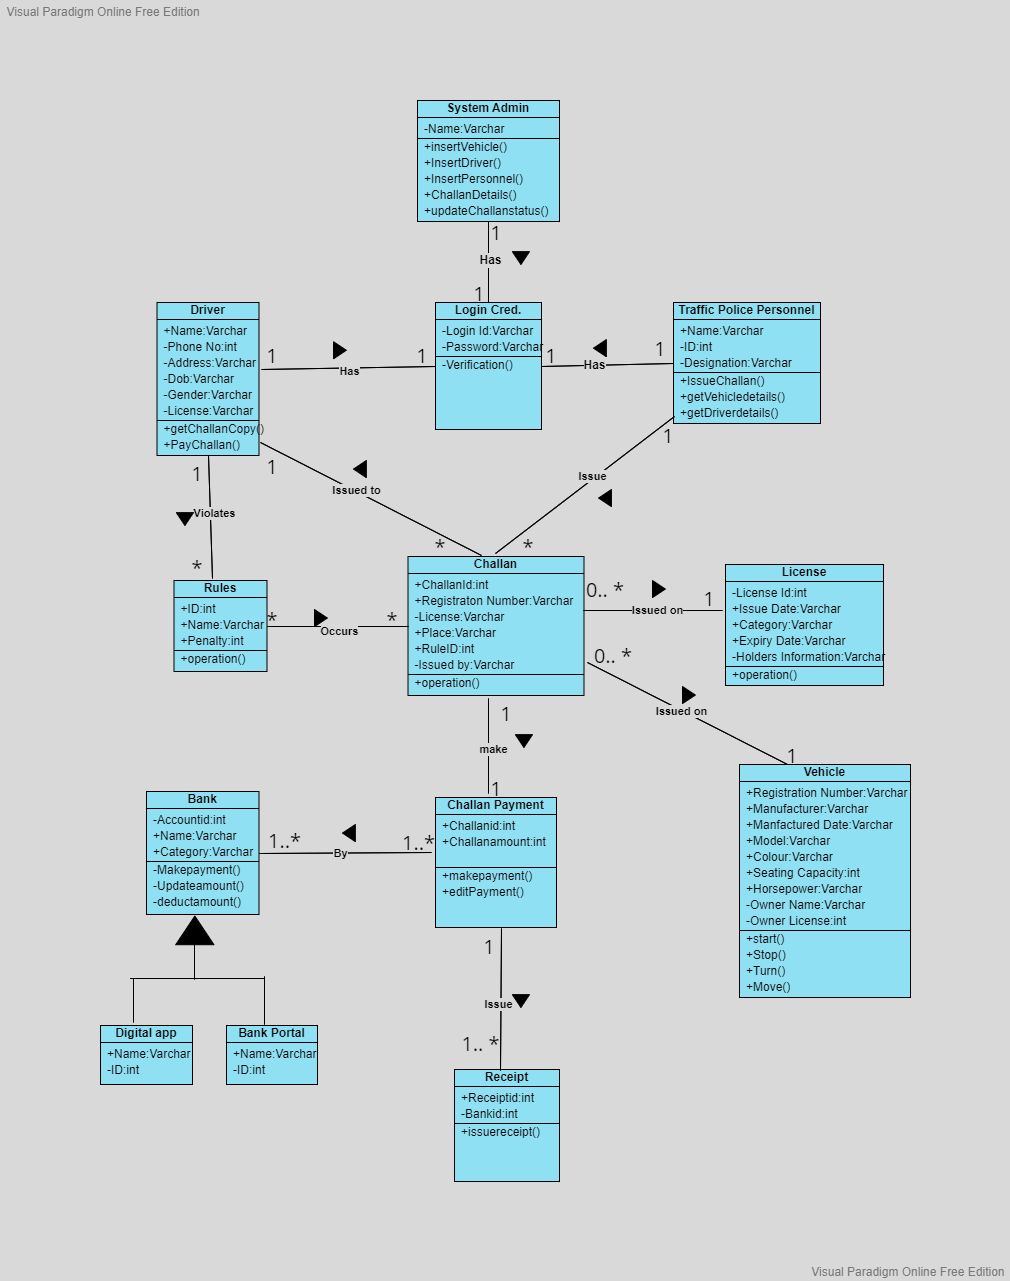 Visual Paradigm Online Free Edition
System Admin
-Name:Varchar
+insertVehicle()
+InsertDriver()
+InsertPersonnel()
+ChallanDetails()
+updateChallanstatus()
1
Has
1
Driver
+Name:Varchar
-Phone No:int
-Address:Varchar
-Dob:Varchar
-Gender:Varchar
-License:Varchar
+getChallanCopy()
+PayChallan()
1
Has
1
Login Cred.
-Login Id:Varchar
-Password:Varchar
-Verification()
1
Has
1
Traffic Police Personnel
+Name:Varchar
-ID:int
-Designation:Varchar
+IssueChallan()
+getVehicledetails()
+getDriverdetails()
1
Violates
*
1
Issued to
*
1
Issue
*
Rules
+ID:int
+Name:Varchar
+Penalty:int
+operation()
*
Occurs
*
Challan
+ChallanId:int
+Registraton Number:Varchar
-License:Varchar
+Place:Varchar
+RuleID:int
-Issued by:Varchar
+operation()
0.. *
Issued on
1
License
-License Id:int
+Issue Date:Varchar
+Category:Varchar
+Expiry Date:Varchar
-Holders Information:Varchar
+operation()
0.. *
Issued on
1
1
make
1
Vehicle
+Registration Number:Varchar
+Manufacturer:Varchar
+Manfactured Date:Varchar
+Model:Varchar
+Colour:Varchar
+Seating Capacity:int
+Horsepower:Varchar
-Owner Name:Varchar
-Owner License:int
+start()
+Stop()
+Turn()
+Move()
Bank
-Accountid:int
+Name:Varchar
+Category:Varchar
-Makepayment()
-Updateamount()
-deductamount()
1..*
By
1..*
Challan Payment
+Challanid:int
+Challanamount:int
+makepayment()
+editPayment()
1
Issue
1.. *
Digital app
+Name:Varchar
-ID:int
Bank Portal
+Name:Varchar
-ID:int
Receipt
+Receiptid:int
-Bankid:int
+issuereceipt()
Visual Paradigm Online Free Edition